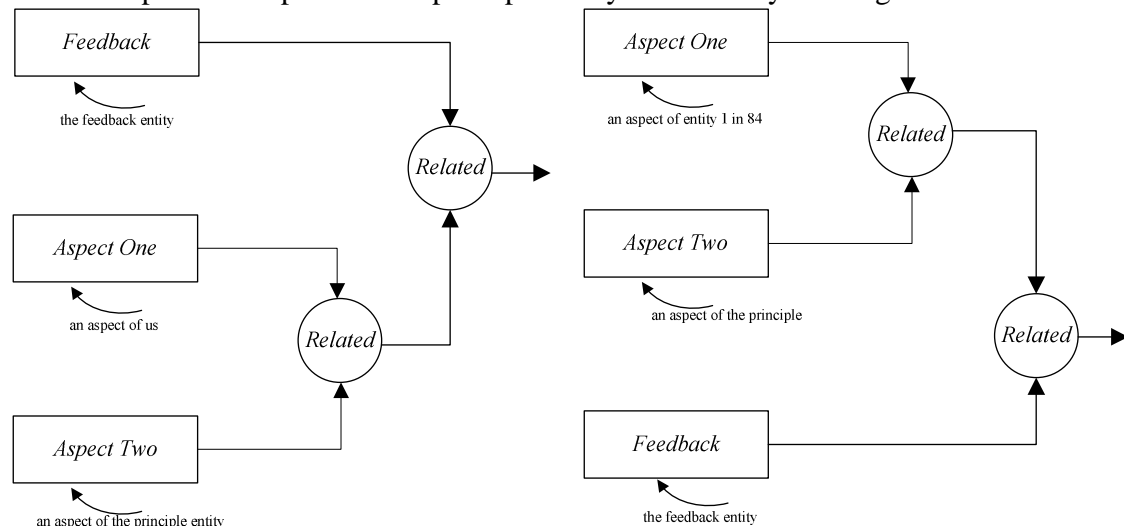 Feedback
the feedback entity
Related
Aspect One
an aspect of us
Related
Aspect Two
an aspect of the principle entity
Aspect One
an aspect of entity 1 in 84
Related
Aspect Two
an aspect of the principle
Related
Feedback
the feedback entity